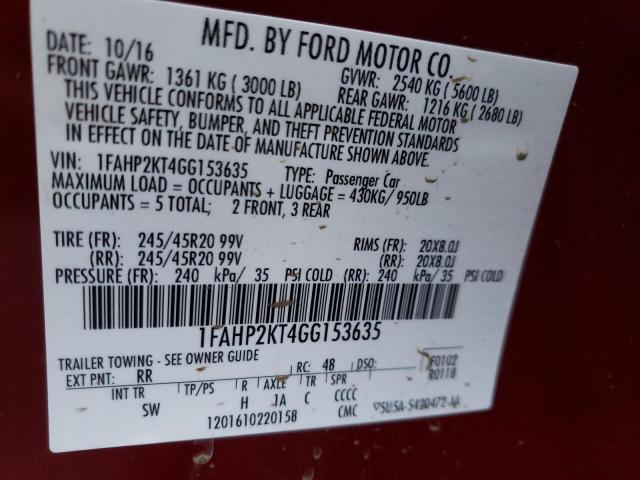 MFD. BY FORD MOTOR CO.
DATE: 10/16
GVWR: 2540 KG ( 5600 LB)
FRONT GAWR: 1361 KG ( 3000 LB)
REAR GAWR: 1216 KG ( 2680 LB)
THIS VEHICLE CONFORMS TO ALL APPLICABLE FEDERAL MOTOR
VEHICLE SAFETY, BUMPER, AND THEFT PREVENTION STANDARDS
IN EFFECT ON THE DATE OF MANUFACTURE SHOWN ABOVE.
VIN: 1FAHP2KT4GG153635 TYPE: Passenger Car
MAXIMUM LOAD = OCCUPANTS + LUGGAGE = 430KG/ 950LB
OCCUPANTS = 5 TOTAL; 2 FRONT, 3 REAR
TIRE (FR): 245/45R20 99V RIMS (FR): 20X8.0J
(RR): 245/45R20 99V (RR): 20X8.0J
PRESSURE (FR): 240 kPa/ 35 PSI COLD (RR): 240 kPa/ 35 PSI COLD
1FAHP2KT4GG153635
TRAILER TOWING - SEE OWNER GUIDE
EXT PNT: RR RC: 48 DSO: F0102
R0118
INT TR TP/PS R AXLE TR SPR
SW H 1A C CCCC
1201610220158 CMC